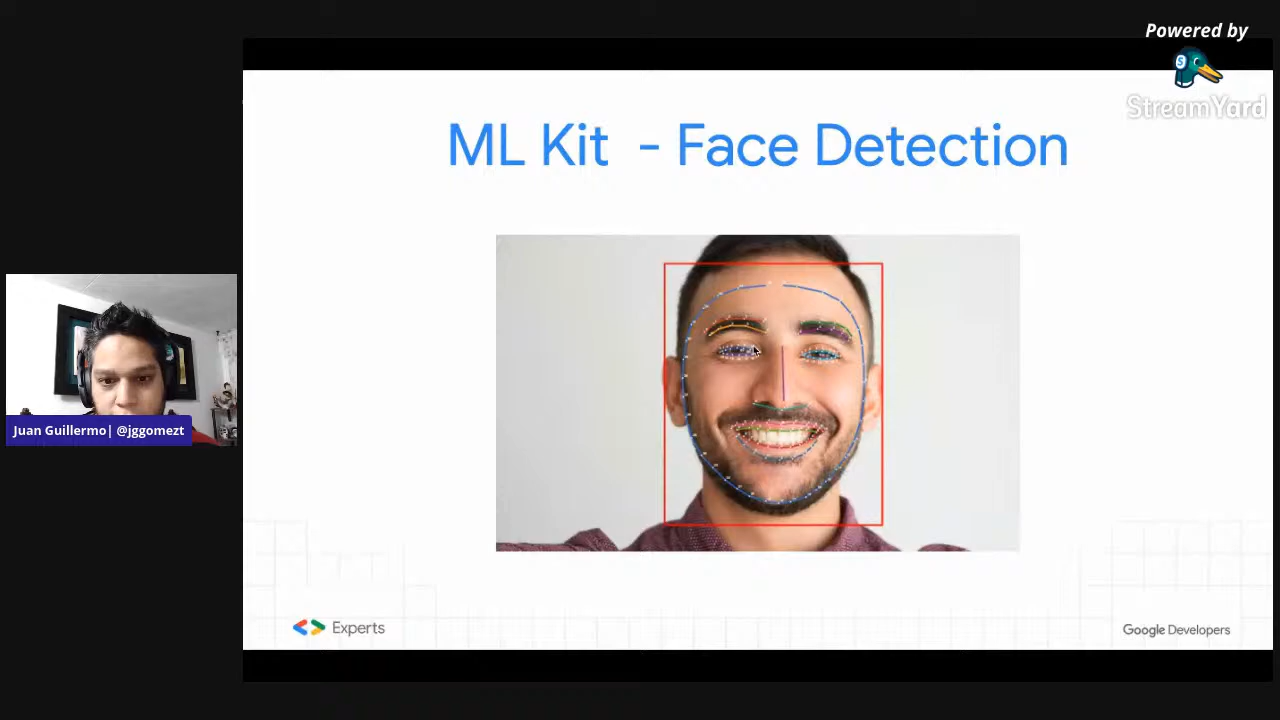 Powered by
S
StreamYard
ML Kit - Face Detection
Juan Guillermo| @jggomezt
Experts
Google Developers